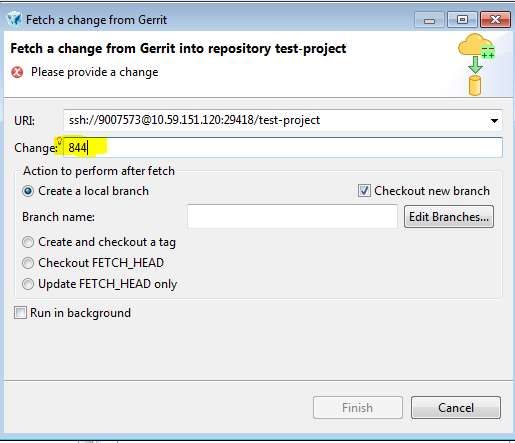 Fetch a change from Gerrit
Fetch a change from Gerrit into repository test-project
Please provide a change
URI: ssh://9007573@10.59.151.120:29418/test-project
Change: 844
Action to perform after fetch
Create a local branch Checkout new branch
Branch name: Edit Branches...
Create and checkout a tag
Checkout FETCH_HEAD
Update FETCH_HEAD only
Run in background
Finish Cancel